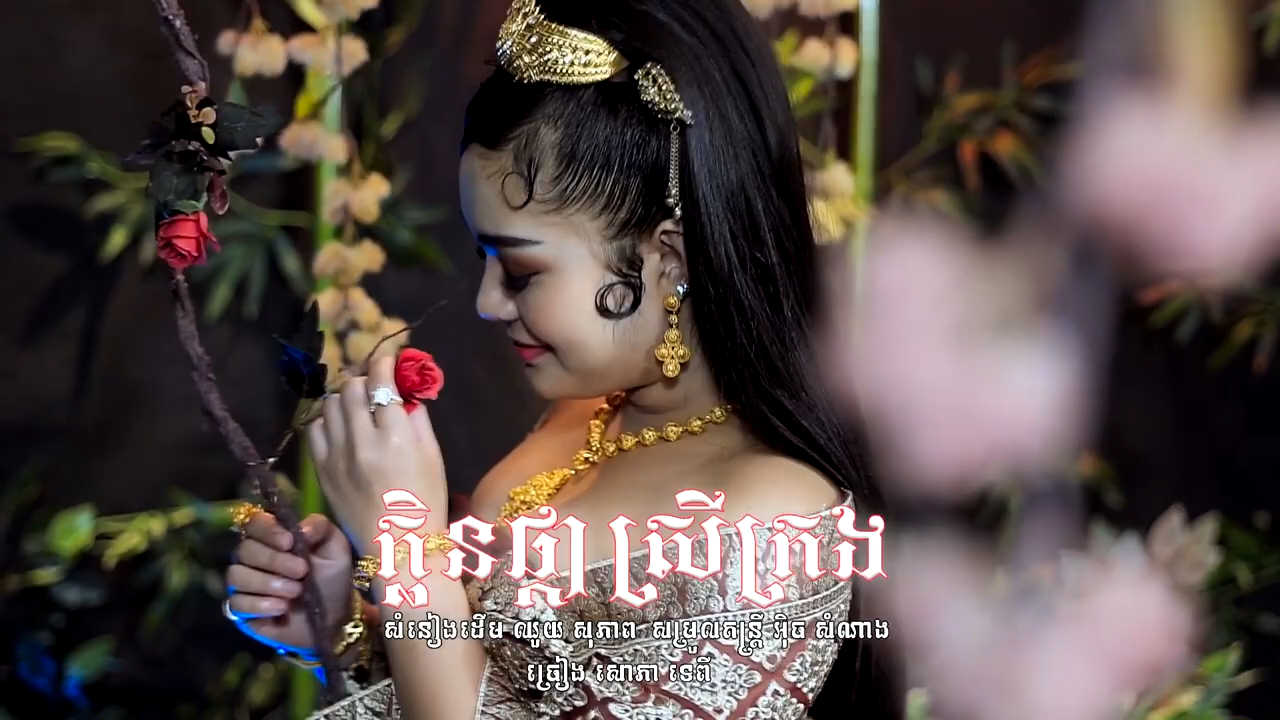 ក្លិនផ្កា ស្រីក្រង
សំនៀងដើម ឈូយ សុភាព សម្រួលតន្ត្រី អ៊ិច សំណាង
ច្រៀង សោភា ទេពី